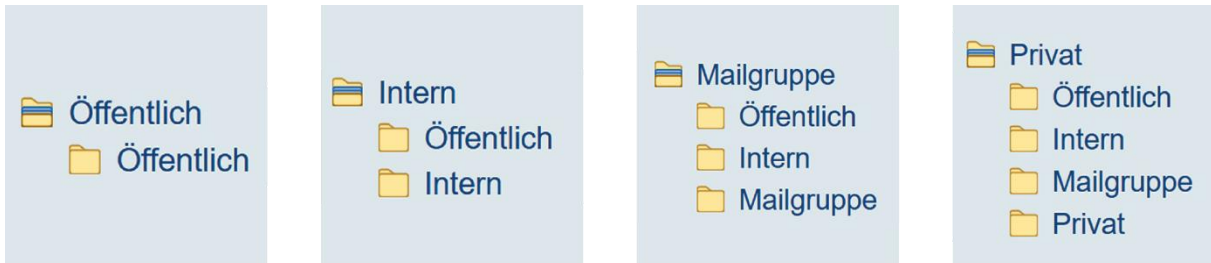 Öffentlich
Öffentlich
Intern
Öffentlich
Intern
Mailgruppe
Öffentlich
Intern
Mailgruppe
Privat
Öffentlich
Intern
Mailgruppe
Privat